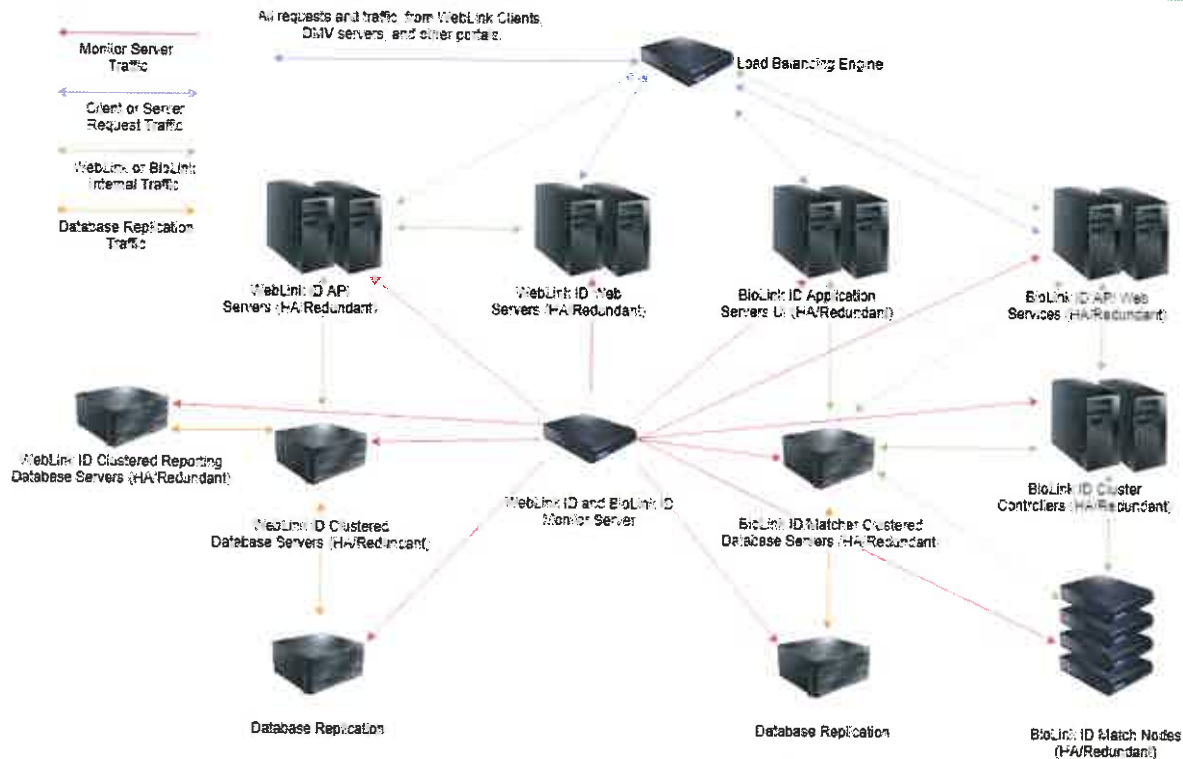 All requests and traffic from WebLink Clients,
DMV servers, and other portals.
Monitor Server
Traffic
Load Balancing Engine
Client or Server
Request Traffic
WebLink or BioLink
Internal Traffic
Database Replication
Traffic
WebLink ID API
Servers (HA/Redundant)
WebLink ID Web
Servers (HA/Redundant)
BioLink ID Application
Servers UI (HA/Redundant)
BioLink ID API Web
Services (HA/Redundant)
WebLink ID Clustered Reporting
Database Servers (HA/Redundant)
WebLink ID Clustered
Database Servers (HA/Redundant)
WebLink ID and BioLink ID
Monitor Server
BioLink ID Matcher Clustered
Database Servers (HA/Redundant)
BioLink ID Cluster
Controllers (HA/Redundant)
Database Replication
Database Replication
BioLink ID Match Nodes
(HA/Redundant)